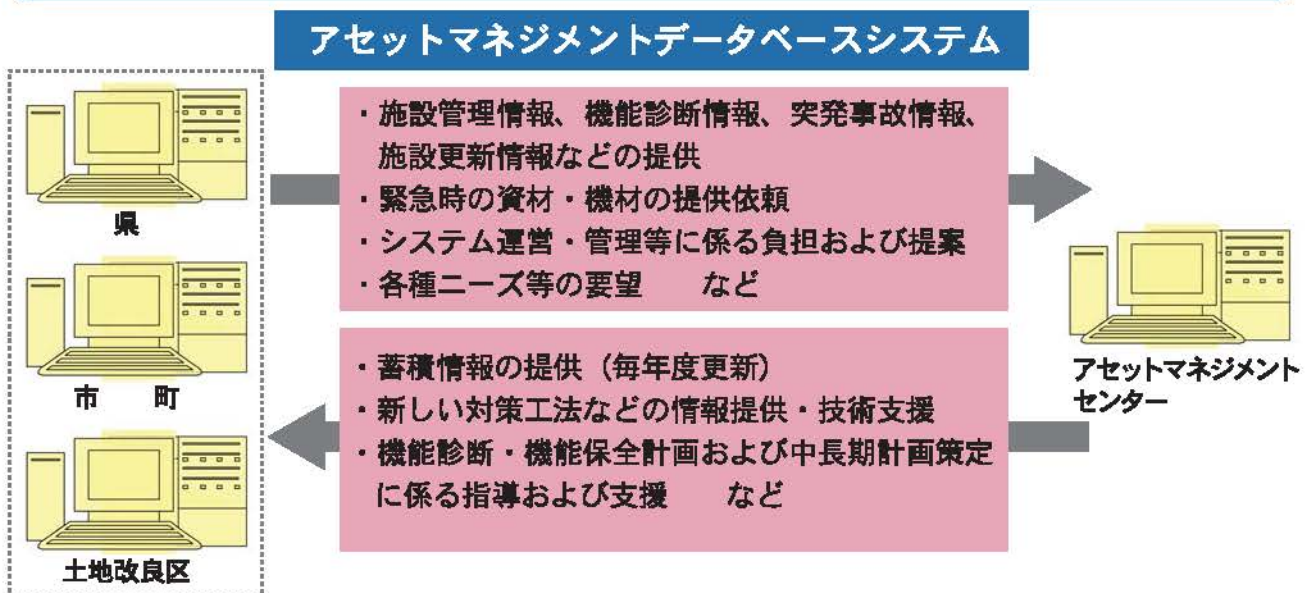 アセットマネジメントデータベースシステム
県
市　町
土地改良区
・施設管理情報、機能診断情報、突発事故情報、
施設更新情報などの提供
・緊急時の資材・機材の提供依頼
・システム運営・管理等に係る負担および提案
・各種ニーズ等の要望　　など
・蓄積情報の提供（毎年度更新）
・新しい対策工法などの情報提供・技術支援
・機能診断・機能保全計画および中長期計画策定
に係る指導および支援　　など
アセットマネジメント
センター